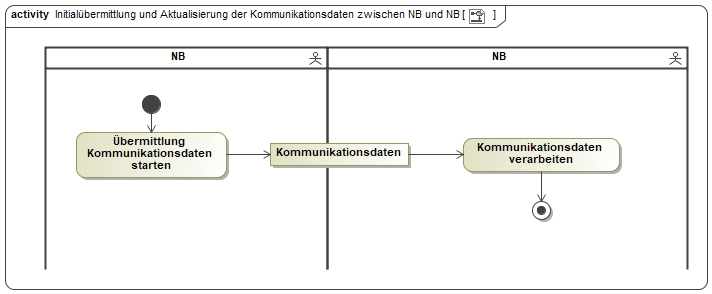 activity Initialübermittlung und Aktualisierung der Kommunikationsdaten zwischen NB und NB [ ]
NB
NB
Übermittlung
Kommunikationsdaten
starten
Kommunikationsdaten
Kommunikationsdaten
verarbeiten